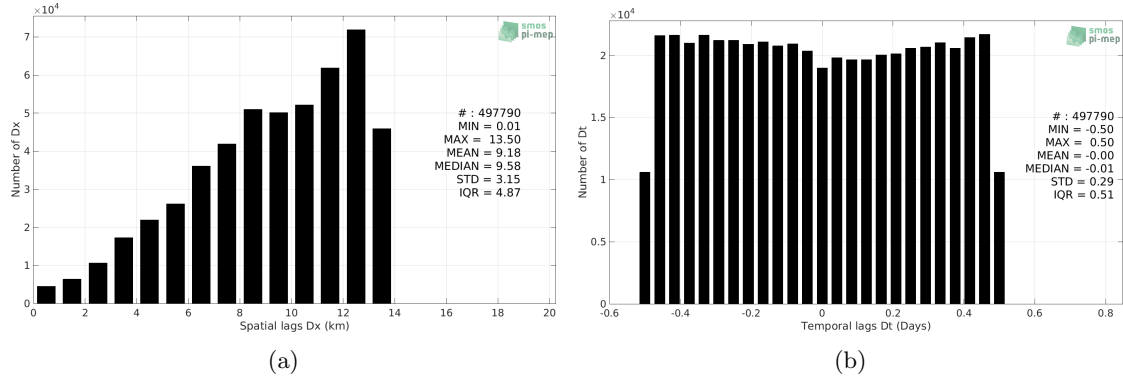 ×10⁴
7
6
5
4
3
2
1
0
Number of Dx
0 2 4 6 8 10 12 14 16 18 20
Spatial lags Dx (km)
smos
pi-mep
# : 497790
MIN = 0.01
MAX = 13.50
MEAN = 9.18
MEDIAN = 9.58
STD = 3.15
IQR = 4.87
(a)
×10⁴
2
1.5
1
0.5
0
Number of Dt
-0.6 -0.4 -0.2 0 0.2 0.4 0.6 0.8
Temporal lags Dt (Days)
smos
pi-mep
# : 497790
MIN = -0.50
MAX = 0.50
MEAN = -0.00
MEDIAN = -0.01
STD = 0.29
IQR = 0.51
(b)